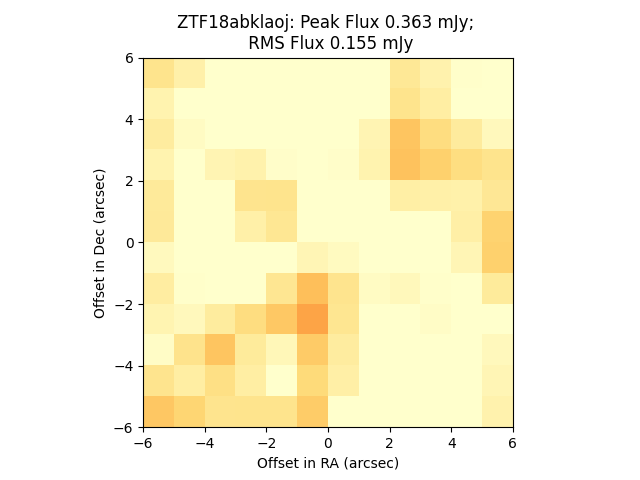 ZTF18abklaoj: Peak Flux 0.363 mJy;
RMS Flux 0.155 mJy
6
4
2
0
−2
−4
−6
Offset in Dec (arcsec)
−6 −4 −2 0 2 4 6
Offset in RA (arcsec)